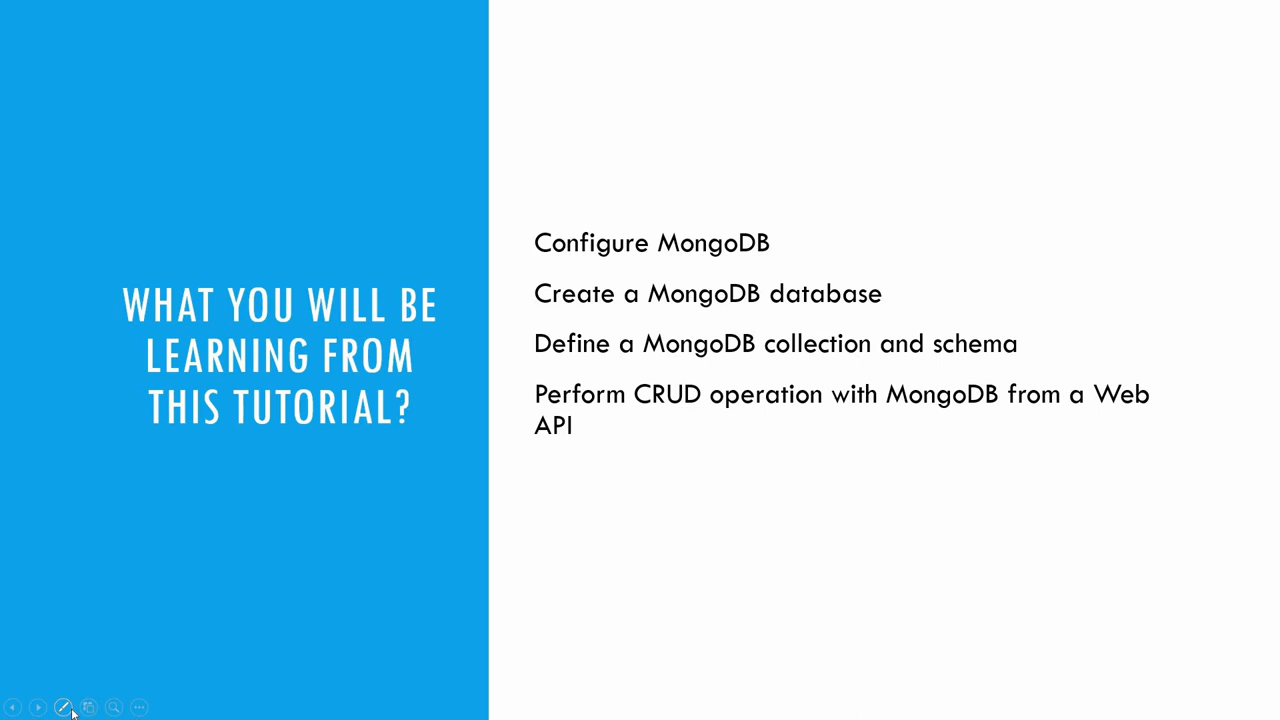 WHAT YOU WILL BE
LEARNING FROM
THIS TUTORIAL?
Configure MongoDB
Create a MongoDB database
Define a MongoDB collection and schema
Perform CRUD operation with MongoDB from a Web
API